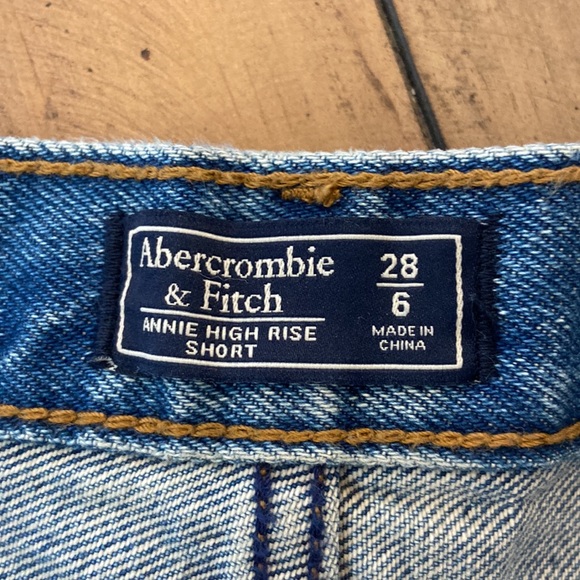 Abercrombie
& Fitch
ANNIE HIGH RISE
SHORT
28
6
MADE IN
CHINA